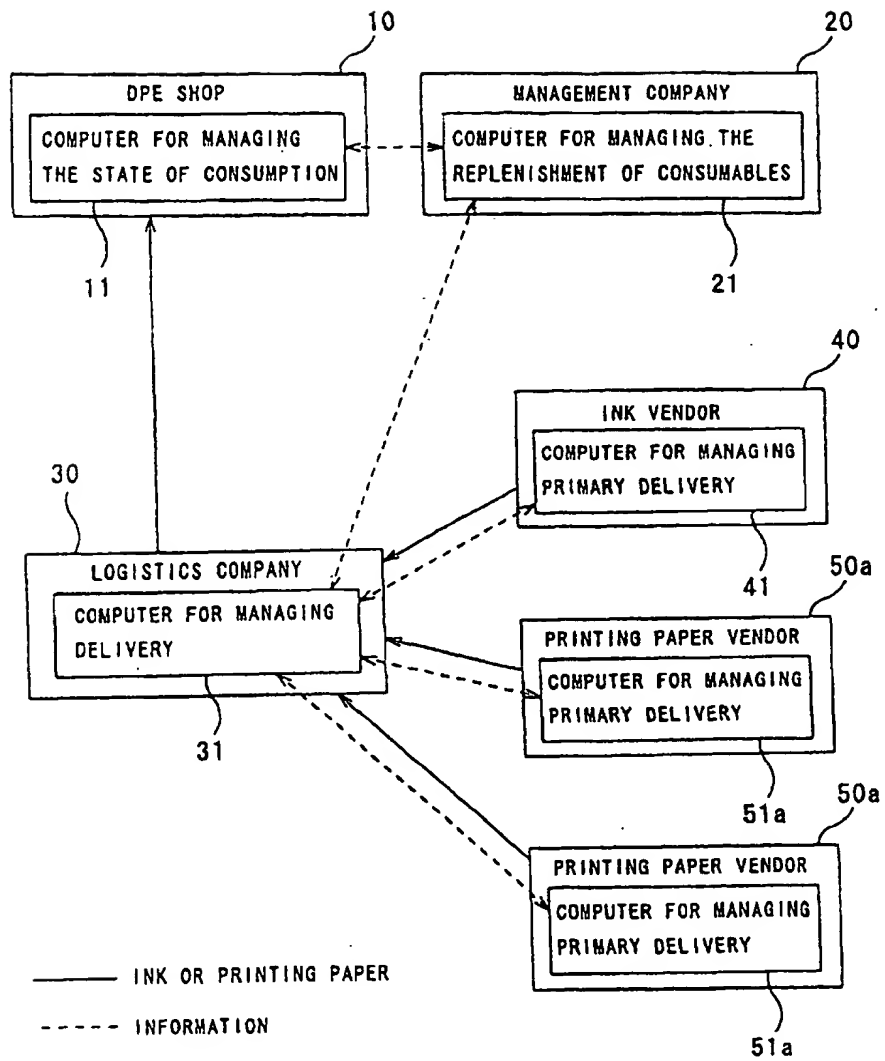 10
20
DPE SHOP
COMPUTER FOR MANAGING
THE STATE OF CONSUMPTION
11
MANAGEMENT COMPANY
COMPUTER FOR MANAGING. THE
REPLENISHMENT OF CONSUMABLES
21
40
INK VENDOR
COMPUTER FOR MANAGING
PRIMARY DELIVERY
41
30
LOGISTICS COMPANY
COMPUTER FOR MANAGING
DELIVERY
31
50a
PRINTING PAPER VENDOR
COMPUTER FOR MANAGING
PRIMARY DELIVERY
51a
50a
PRINTING PAPER VENDOR
COMPUTER FOR MANAGING
PRIMARY DELIVERY
51a
INK OR PRINTING PAPER
INFORMATION